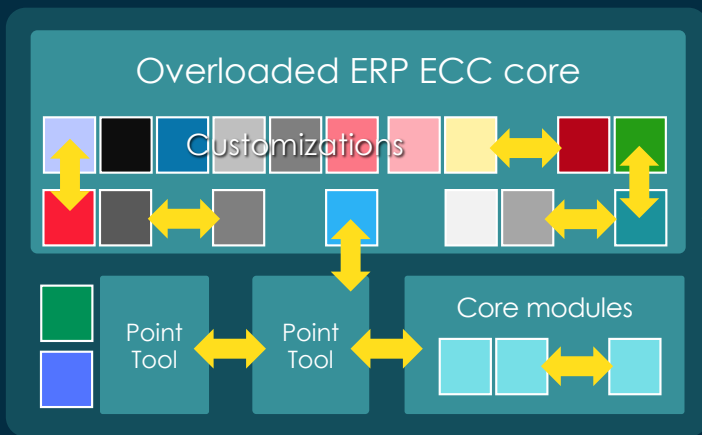 Overloaded ERP ECC core
Customizations
Point
Tool
Point
Tool
Core modules